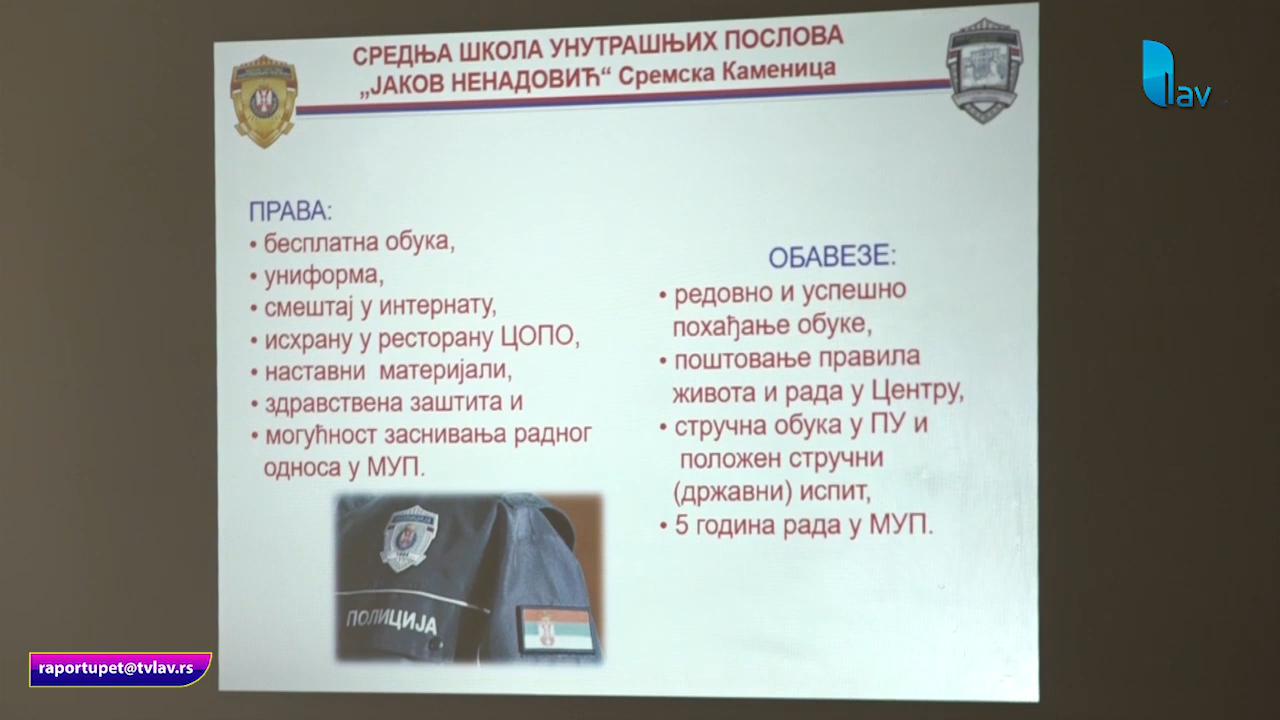 СРЕДЊА ШКОЛА УНУТРАШЊИХ ПОСЛОВА
„ЈАКОВ НЕНАДОВИЋ“ Сремска Каменица
lav
ПРАВА:
• бесплатна обука,
• униформа,
• смештај у интернату,
• исхрану у ресторану ЦОПО,
• наставни материјали,
• здравствена заштита и
• могућност заснивања радног
односа у МУП.
ОБАВЕЗЕ:
• редовно и успешно
похађање обуке,
• поштовање правила
живота и рада у Центру,
• стручна обука у ПУ и
положен стручни
(државни) испит,
• 5 година рада у МУП.
ПОЛИЦИЈА
raportupet@tvlav.rs